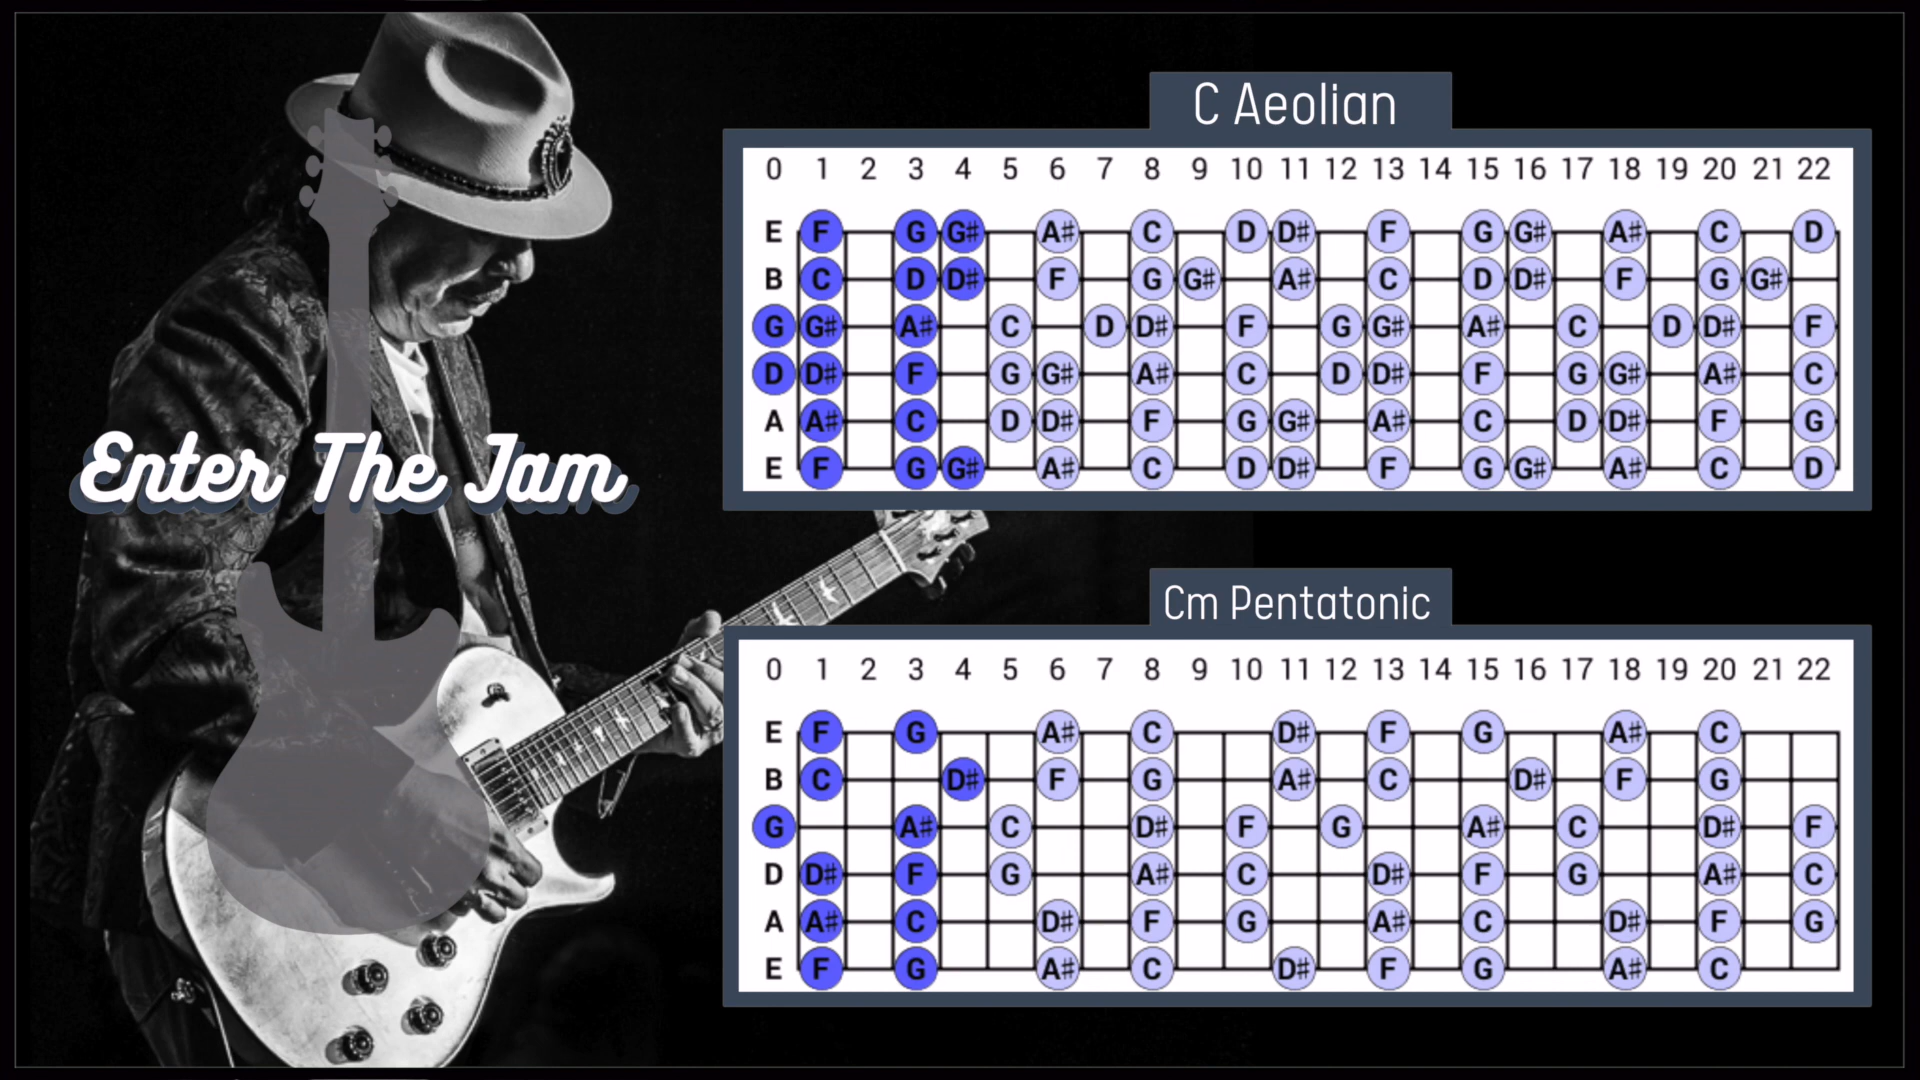 Enter The Jam
C Aeolian
0 1 2 3 4 5 6 7 8 9 10 11 12 13 14 15 16 17 18 19 20 21 22
E F G G♯ A♯ C D D♯ F G G♯ A♯ C D
B C D D♯ F G G♯ A♯ C D D♯ F G G♯
G G♯ A♯ C D D♯ F G G♯ A♯ C D D♯ F
D D♯ F G G♯ A♯ C D D♯ F G G♯ A♯ C
A A♯ C D D♯ F G G♯ A♯ C D D♯ F G
E F G G♯ A♯ C D D♯ F G G♯ A♯ C D
Cm Pentatonic
0 1 2 3 4 5 6 7 8 9 10 11 12 13 14 15 16 17 18 19 20 21 22
E F G A♯ C D♯ F G A♯ C
B C D♯ F G A♯ C D♯ F G
G A♯ C D♯ F G A♯ C D♯ F
D D♯ F G A♯ C D♯ F G A♯ C
A A♯ C D♯ F G A♯ C D♯ F G
E F G A♯ C D♯ F G A♯ C